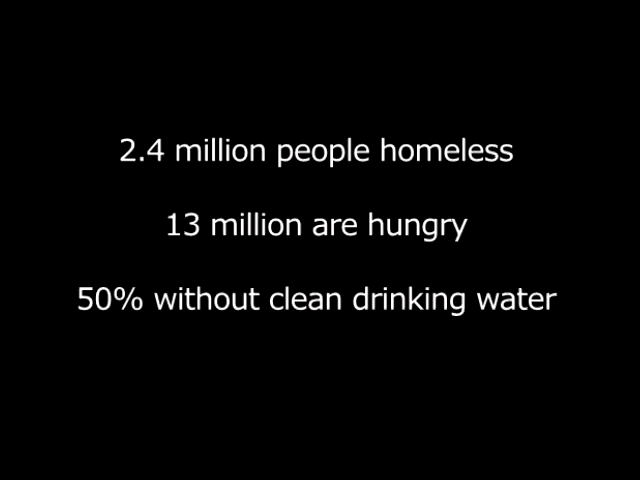 2.4 million people homeless
13 million are hungry
50% without clean drinking water